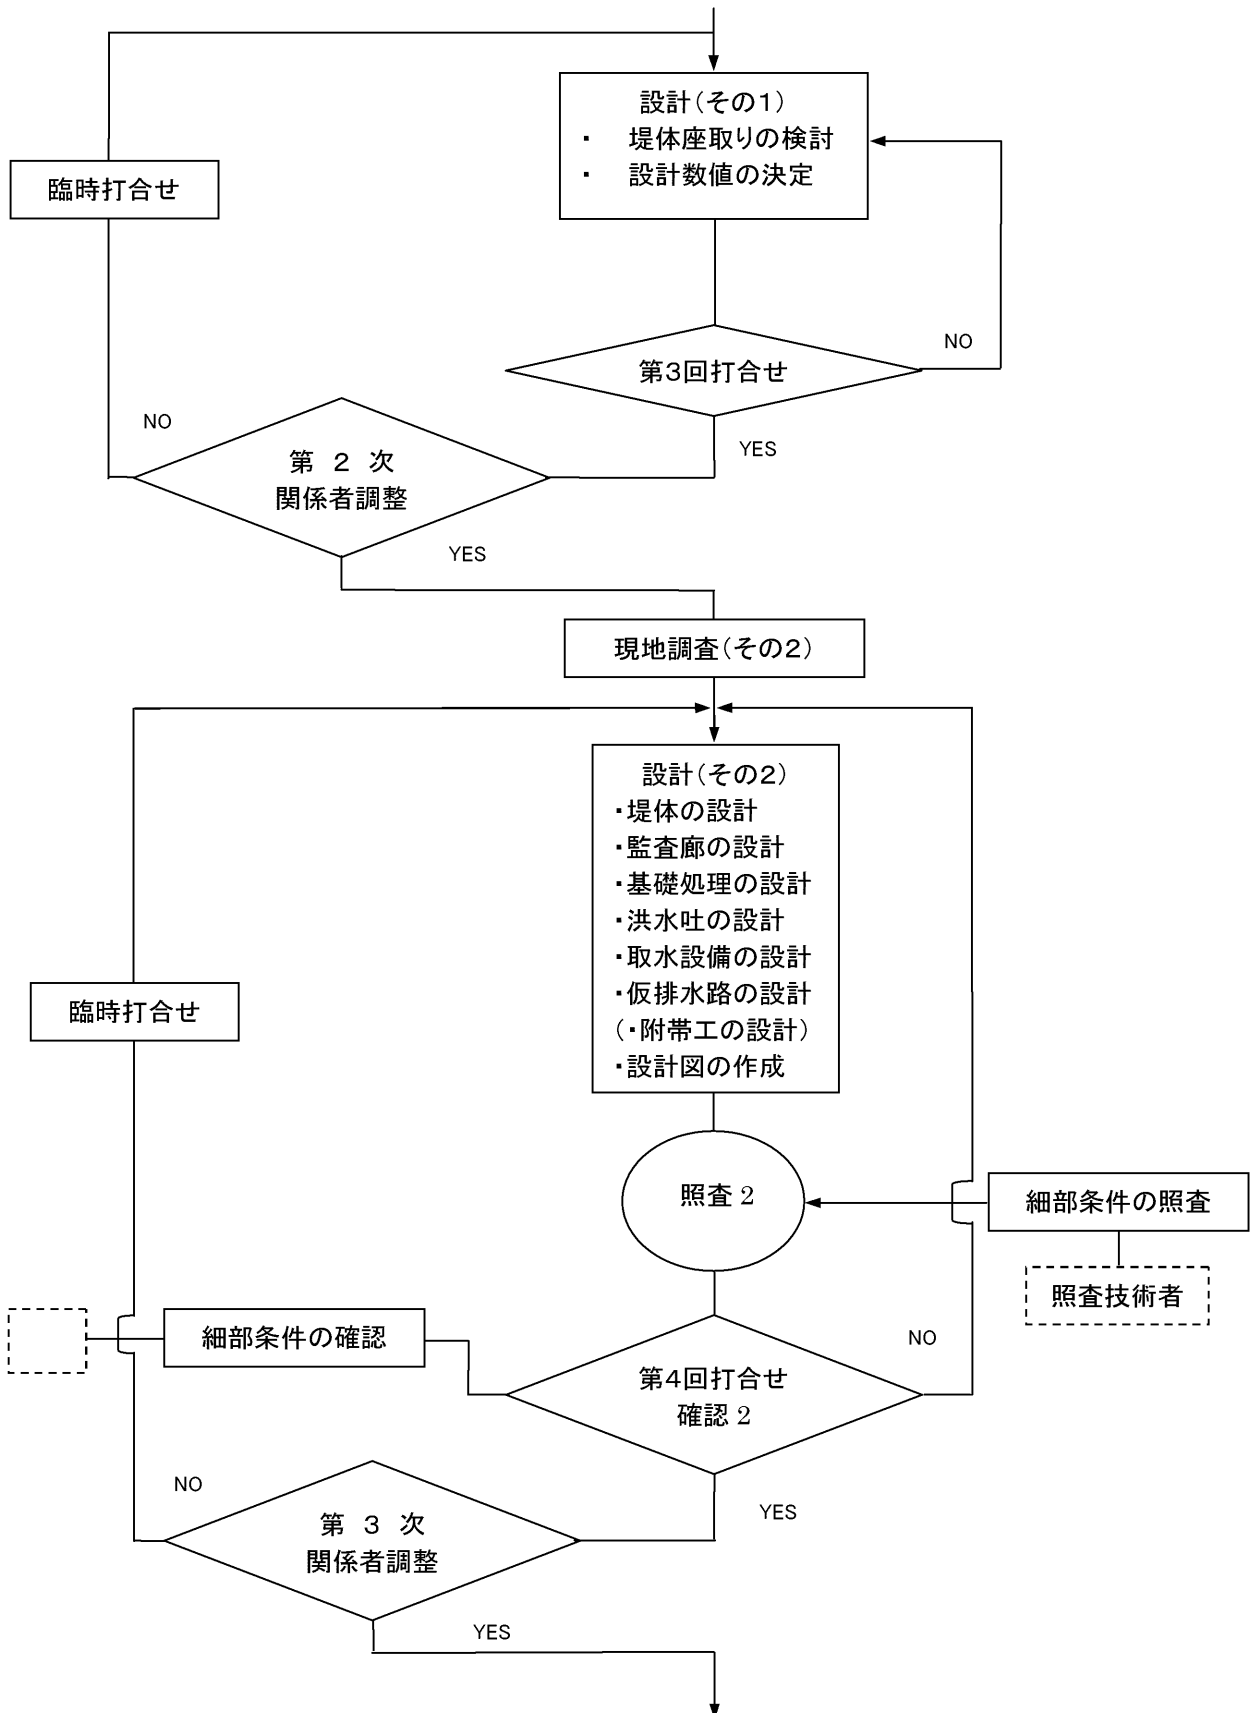 設計(その1)
・ 堤体座取りの検討
・ 設計数値の決定
臨時打合せ
第3回打合せ
NO
YES
NO
第 2 次
関係者調整
YES
現地調査(その2)
設計(その2)
・堤体の設計
・監査廊の設計
・基礎処理の設計
・洪水吐の設計
・取水設備の設計
・仮排水路の設計
(・附帯工の設計)
・設計図の作成
臨時打合せ
照査2
細部条件の照査
照査技術者
細部条件の確認
NO
第4回打合せ
確認2
YES
NO
第 3 次
関係者調整
YES